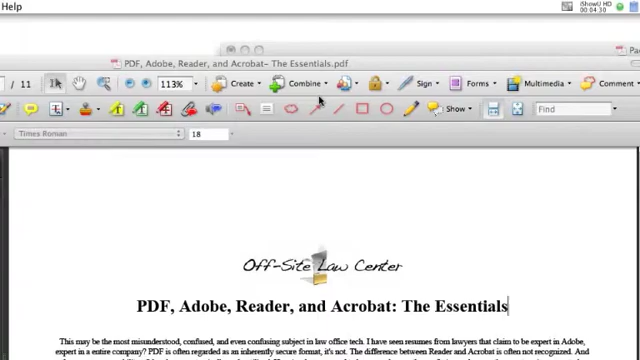 Help
iShowU HD
00:04:30
Pa
PDF, Adobe, Reader, and Acrobat- The Essentials.pdf
/ 11
113%
Create
Combine
Sign
Forms
Multimedia
Comment
Show
Find
Times Roman
18
Off-Site Law Center
PDF, Adobe, Reader, and Acrobat: The Essentials
This may be the most misunderstood, confused, and even confusing subject in law office tech. I have seen resumes from lawyers that claim to be expert in Adobe,
expert in a entire company? PDF is often regarded as an inherently secure format, it's not. The difference between Reader and Acrobat is often not recognized. And